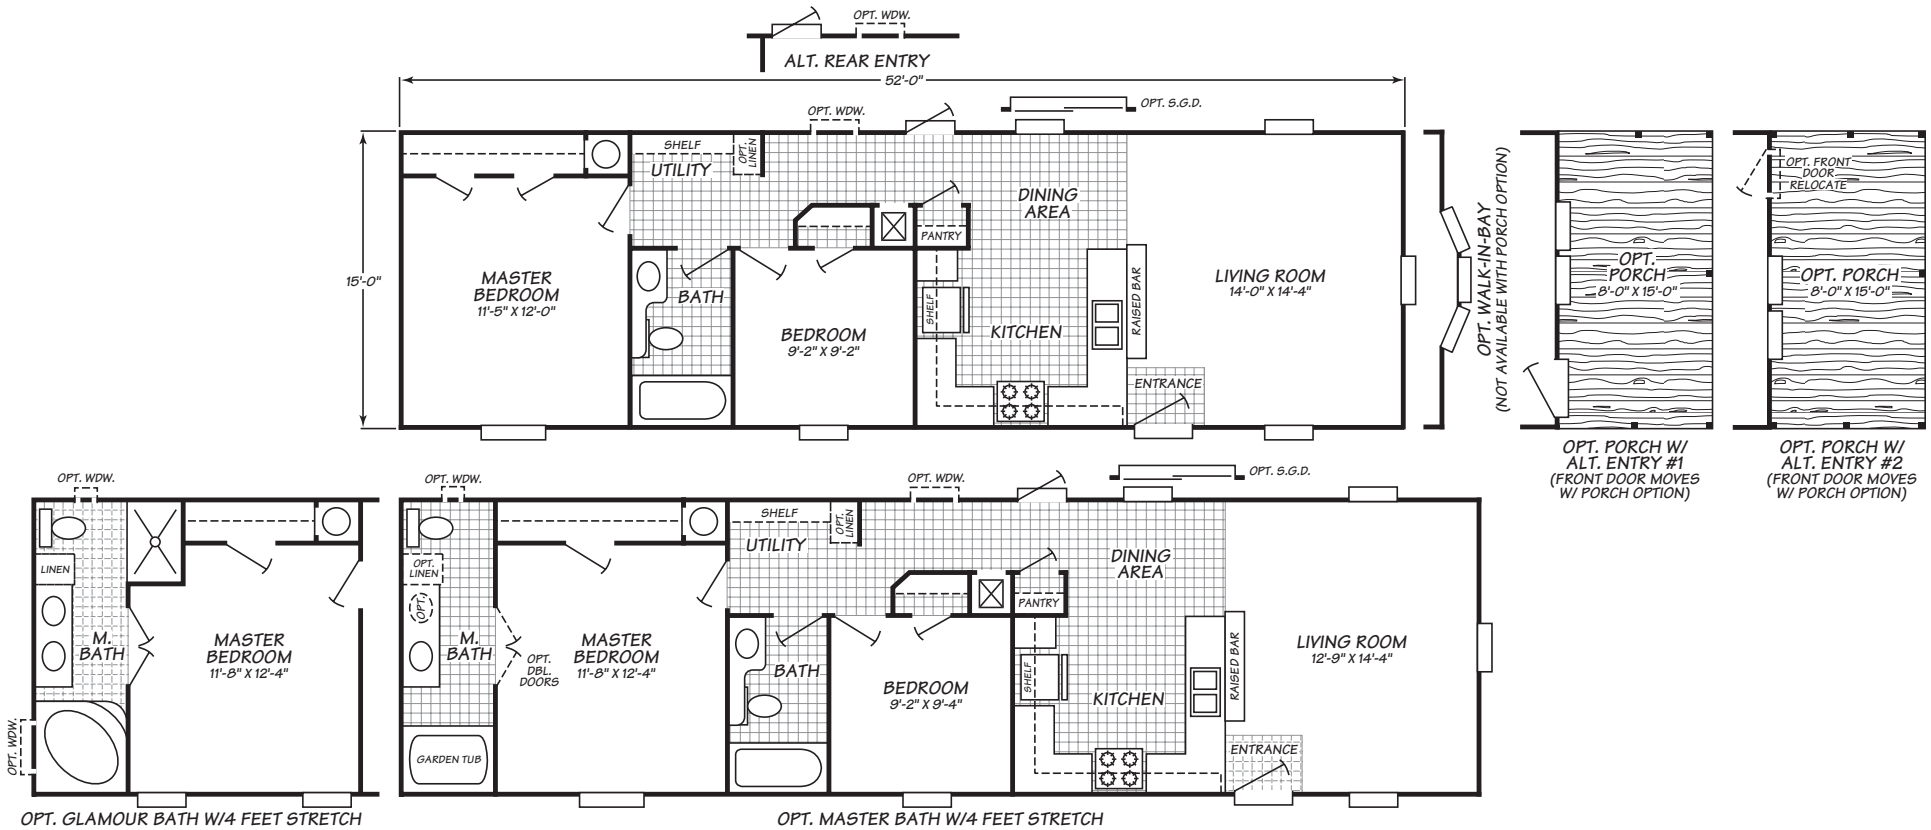 OPT. WDW.
ALT. REAR ENTRY
52'-0"
OPT. WDW.
OPT. S.G.D.
15'-0"
SHELF
OPT.
LINEN
UTILITY
MASTER
BEDROOM
11'-5" X 12'-0"
BATH
BEDROOM
9'-2" X 9'-2"
PANTRY
SHELF
DINING
AREA
KITCHEN
RAISED BAR
ENTRANCE
LIVING ROOM
14'-0" X 14'-4"
OPT. WALK-IN-BAY
(NOT AVAILABLE WITH PORCH OPTION)
OPT.
PORCH
8'-0" X 15'-0"
OPT. PORCH W/
ALT. ENTRY #1
(FRONT DOOR MOVES
W/ PORCH OPTION)
OPT. FRONT
DOOR
RELOCATE
OPT. PORCH
8'-0" X 15'-0"
OPT. PORCH W/
ALT. ENTRY #2
(FRONT DOOR MOVES
W/ PORCH OPTION)
OPT. WDW.
LINEN
M.
BATH
MASTER
BEDROOM
11'-8" X 12'-4"
OPT. WDW.
OPT. GLAMOUR BATH W/4 FEET STRETCH
OPT. WDW.
OPT.
LINEN
OPT.
M.
BATH
OPT.
DBL.
DOORS
GARDEN TUB
MASTER
BEDROOM
11'-8" X 12'-4"
SHELF
OPT.
LINEN
UTILITY
OPT. WDW.
OPT. S.G.D.
BATH
BEDROOM
9'-2" X 9'-4"
PANTRY
SHELF
DINING
AREA
KITCHEN
RAISED BAR
ENTRANCE
LIVING ROOM
12'-9" X 14'-4"
OPT. MASTER BATH W/4 FEET STRETCH